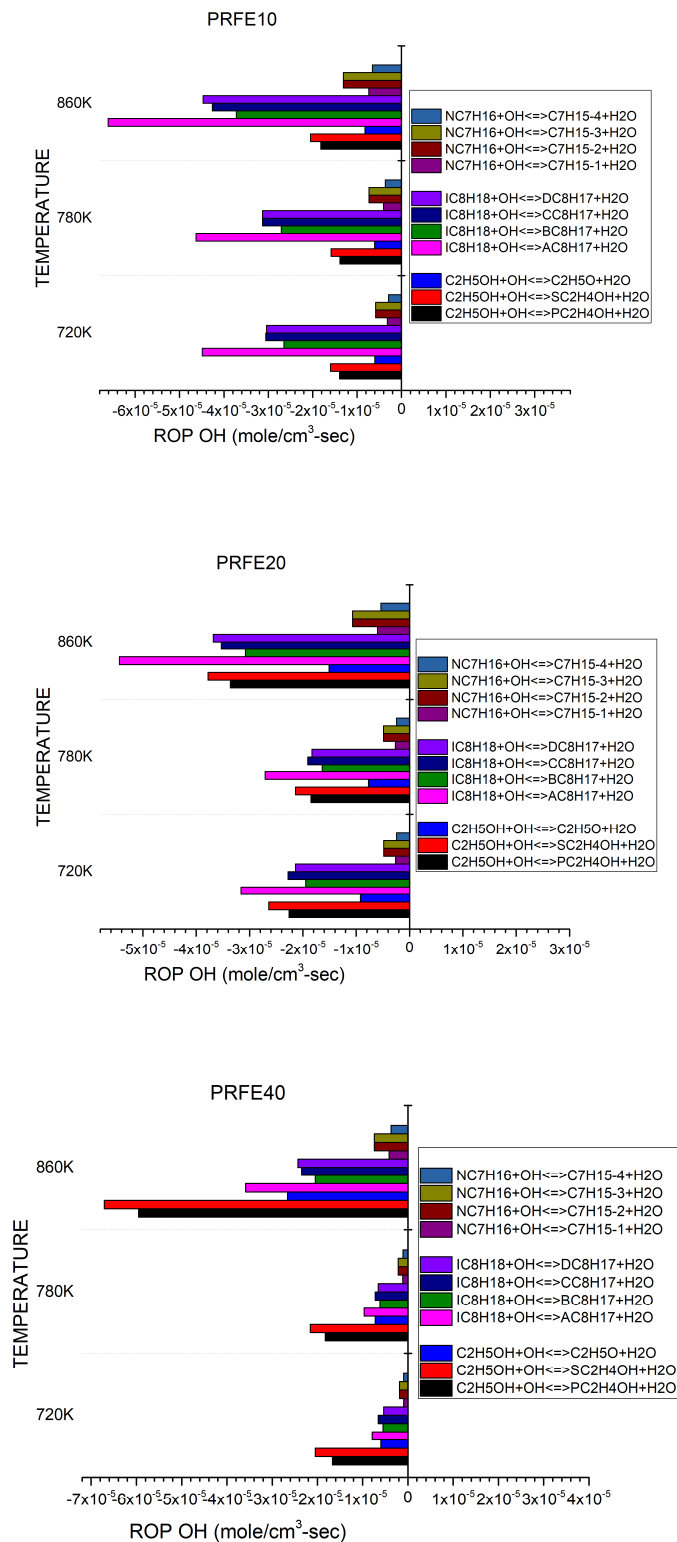 PRFE10
860K
780K
720K
TEMPERATURE
NC7H16+OH<=>C7H15-4+H2O
NC7H16+OH<=>C7H15-3+H2O
NC7H16+OH<=>C7H15-2+H2O
NC7H16+OH<=>C7H15-1+H2O
IC8H18+OH<=>DC8H17+H2O
IC8H18+OH<=>CC8H17+H2O
IC8H18+OH<=>BC8H17+H2O
IC8H18+OH<=>AC8H17+H2O
C2H5OH+OH<=>C2H5O+H2O
C2H5OH+OH<=>SC2H4OH+H2O
C2H5OH+OH<=>PC2H4OH+H2O
-6x10⁻⁵ -5x10⁻⁵ -4x10⁻⁵ -3x10⁻⁵ -2x10⁻⁵ -1x10⁻⁵ 0 1x10⁻⁵ 2x10⁻⁵ 3x10⁻⁵
ROP OH (mole/cm³-sec)
PRFE20
860K
780K
720K
TEMPERATURE
NC7H16+OH<=>C7H15-4+H2O
NC7H16+OH<=>C7H15-3+H2O
NC7H16+OH<=>C7H15-2+H2O
NC7H16+OH<=>C7H15-1+H2O
IC8H18+OH<=>DC8H17+H2O
IC8H18+OH<=>CC8H17+H2O
IC8H18+OH<=>BC8H17+H2O
IC8H18+OH<=>AC8H17+H2O
C2H5OH+OH<=>C2H5O+H2O
C2H5OH+OH<=>SC2H4OH+H2O
C2H5OH+OH<=>PC2H4OH+H2O
-5x10⁻⁵ -4x10⁻⁵ -3x10⁻⁵ -2x10⁻⁵ -1x10⁻⁵ 0 1x10⁻⁵ 2x10⁻⁵ 3x10⁻⁵
ROP OH (mole/cm³-sec)
PRFE40
860K
780K
720K
TEMPERATURE
NC7H16+OH<=>C7H15-4+H2O
NC7H16+OH<=>C7H15-3+H2O
NC7H16+OH<=>C7H15-2+H2O
NC7H16+OH<=>C7H15-1+H2O
IC8H18+OH<=>DC8H17+H2O
IC8H18+OH<=>CC8H17+H2O
IC8H18+OH<=>BC8H17+H2O
IC8H18+OH<=>AC8H17+H2O
C2H5OH+OH<=>C2H5O+H2O
C2H5OH+OH<=>SC2H4OH+H2O
C2H5OH+OH<=>PC2H4OH+H2O
-7x10⁻⁵ -6x10⁻⁵ -5x10⁻⁵ -4x10⁻⁵ -3x10⁻⁵ -2x10⁻⁵ -1x10⁻⁵ 0 1x10⁻⁵ 2x10⁻⁵ 3x10⁻⁵ 4x10⁻⁵
ROP OH (mole/cm³-sec)